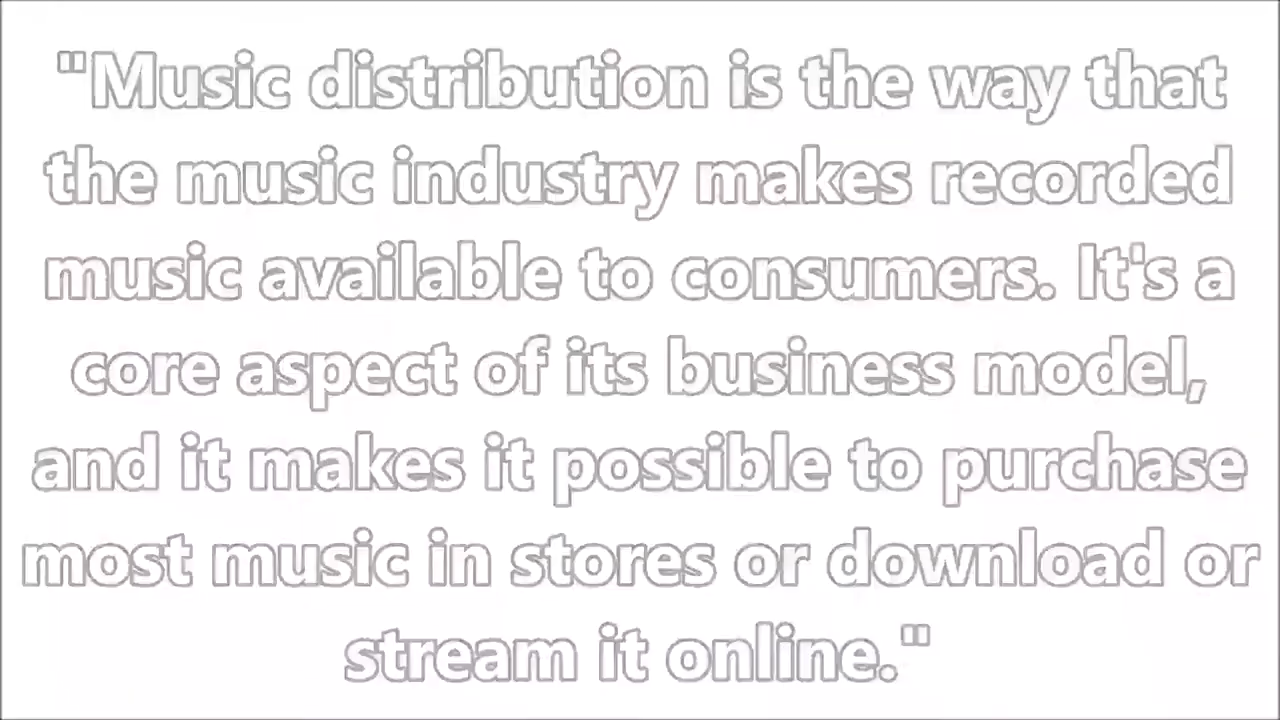 "Music distribution is the way that
the music industry makes recorded
music available to consumers. It's a
core aspect of its business model,
and it makes it possible to purchase
most music in stores or download or
stream it online."